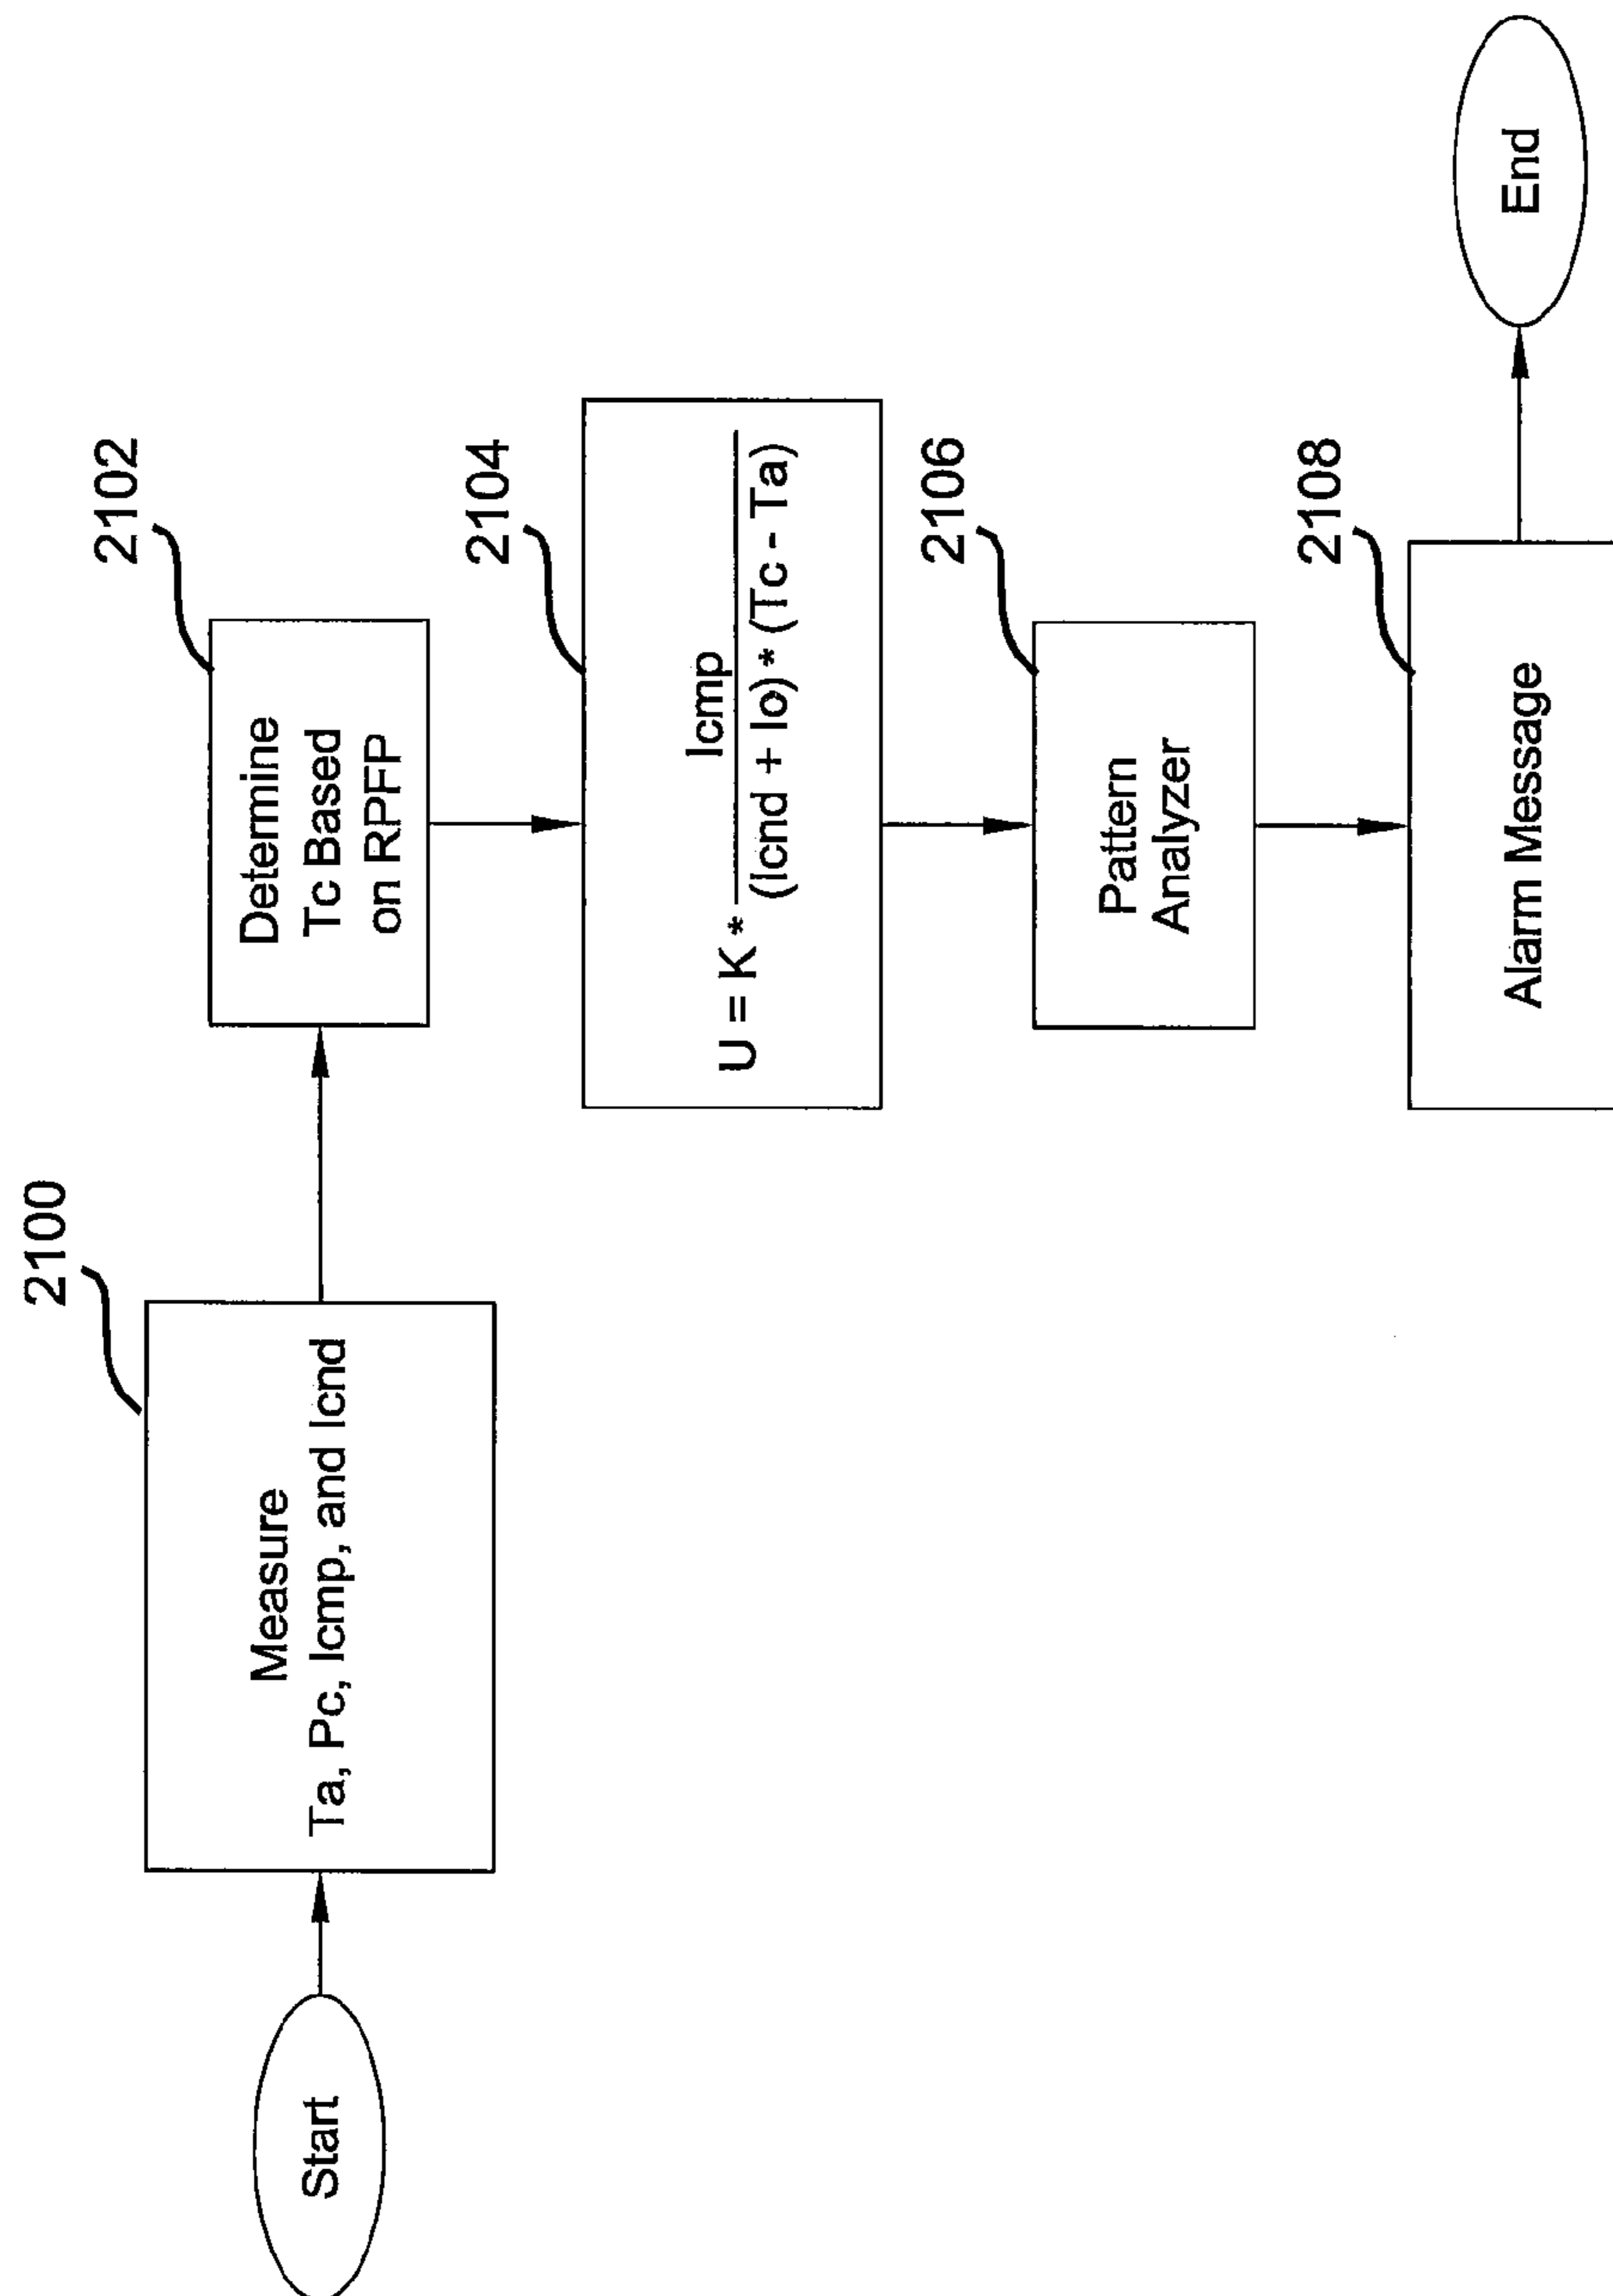 Start
2100
Measure
Ta, Pc, Icmp, and Icnd
2102
Determine
Tc Based
on RPFP
2104
Icmp
U = K *
(Icnd + Io) * (Tc - Ta)
2106
Pattern
Analyzer
2108
Alarm Message
End